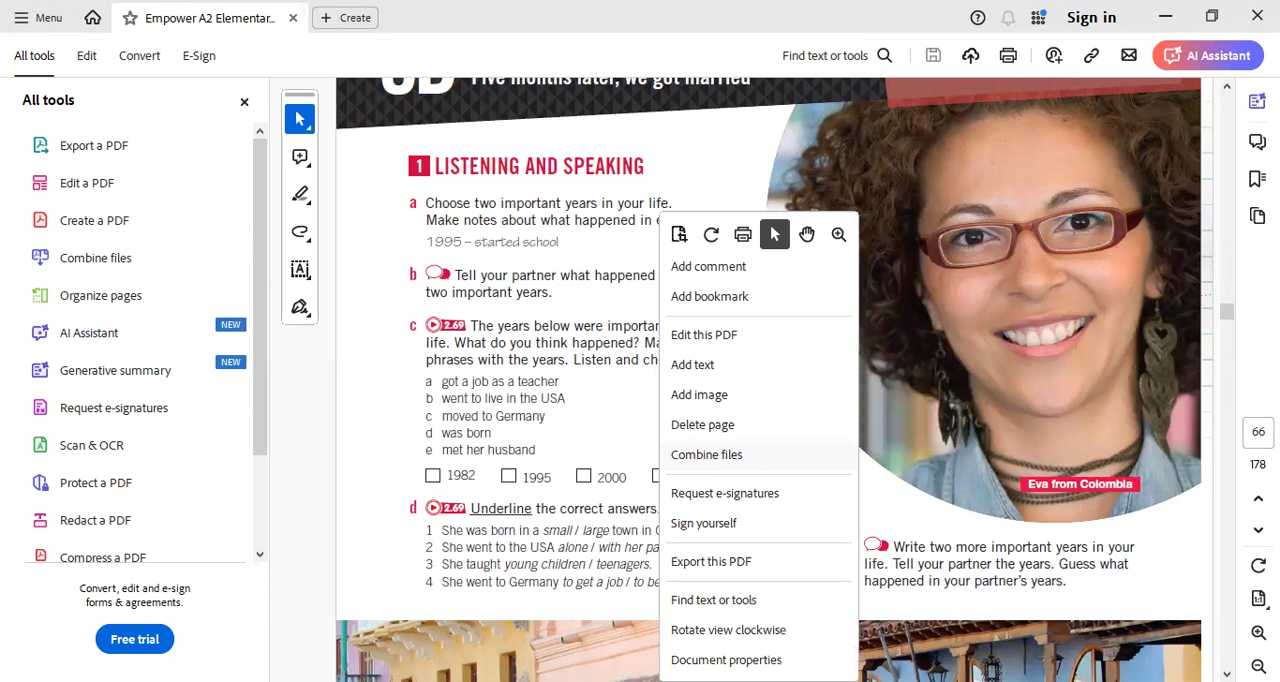 Menu
Empower A2 Elementar...
Create
Sign in
All tools
Edit
Convert
E-Sign
Find text or tools
AI Assistant
All tools
Export a PDF
Edit a PDF
Create a PDF
Combine files
Organize pages
AI Assistant
NEW
Generative summary
NEW
Request e-signatures
Scan & OCR
Protect a PDF
Redact a PDF
Compress a PDF
Convert, edit and e-sign
forms & agreements.
Free trial
Five months later, we got married
1 LISTENING AND SPEAKING
a Choose two important years in your life.
Make notes about what happened in
1995 – started school
b Tell your partner what happened
two important years.
c 2.69 The years below were
life. What do you think happened?
phrases with the years. Listen and
a got a job as a teacher
b went to live in the USA
c moved to Germany
d was born
e met her husband
1982 1995 2000
d 2.69 Underline the correct answers.
1 She was born in a small / large town in
2 She went to the USA alone / with her
3 She taught young children / teenagers.
4 She went to Germany to get a job / to
Add comment
Add bookmark
Edit this PDF
Add text
Add image
Delete page
Combine files
Request e-signatures
Sign yourself
Export this PDF
Find text or tools
Rotate view clockwise
Document properties
Eva from Colombia
Write two more important years in your
life. Tell your partner the years. Guess what
happened in your partner's years.
66
178